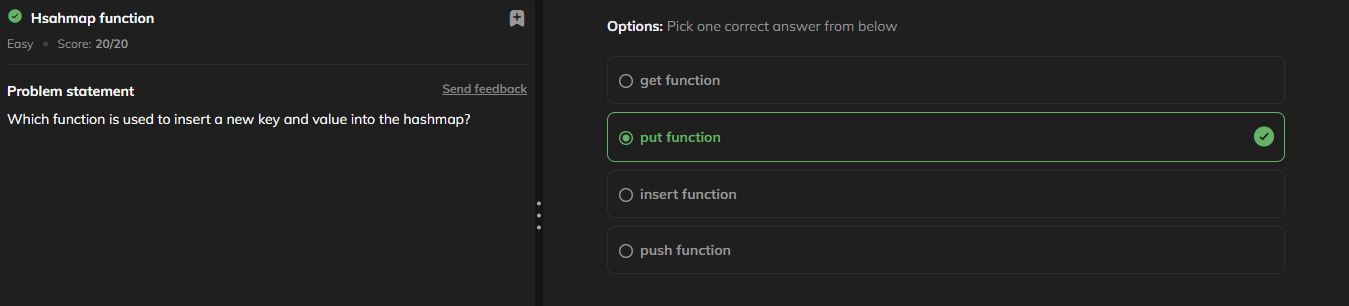 Hsahmap function
Easy • Score: 20/20
Problem statement
Send feedback
Which function is used to insert a new key and value into the hashmap?
Options: Pick one correct answer from below
get function
put function
insert function
push function